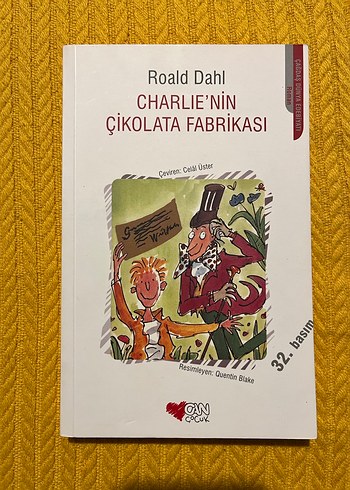 Roald Dahl
CHARLIE'NİN
ÇİKOLATA FABRİKASI
ÇAĞDAŞ DÜNYA EDEBİYATI
Roman
Çeviren: Celâl Üster
32. basım
Resimleyen: Quentin Blake
CAN
ÇOCUK